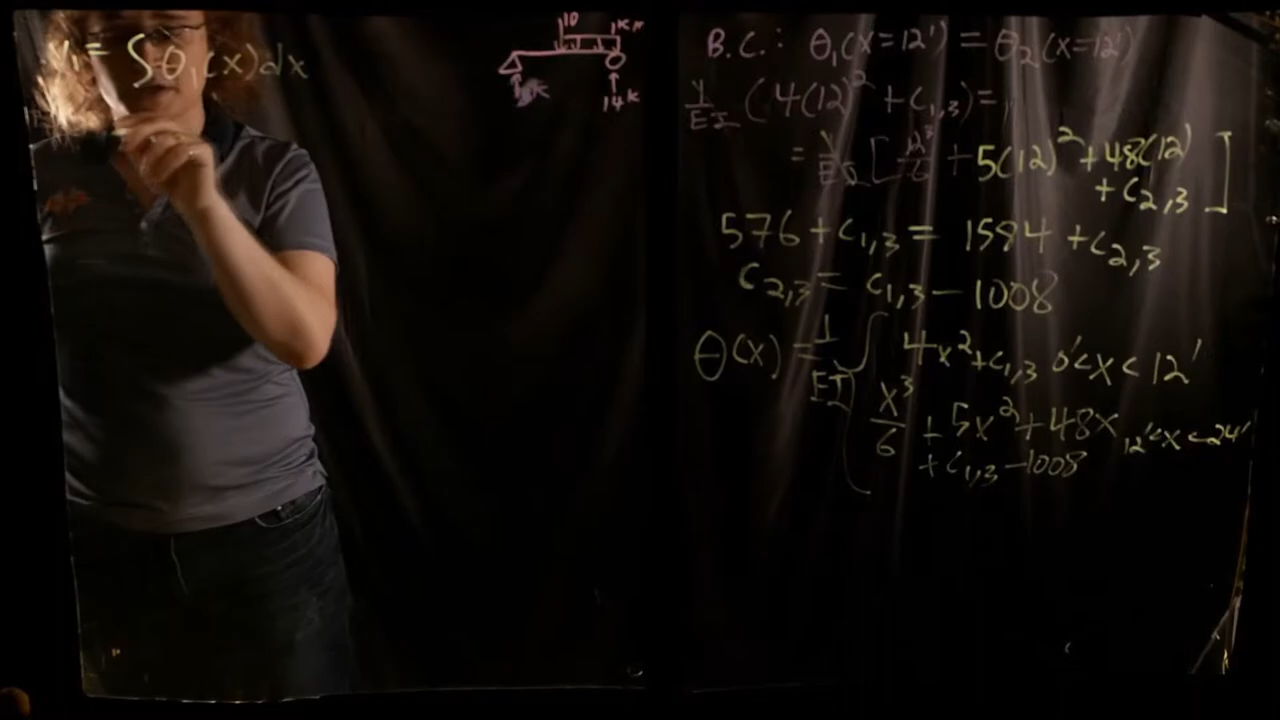 y₁ = ∫θ₁(x)dx
10 1K/
14K
B.C.: θ₁(x=12') = θ₂(x=12')
1/EI (4(12)² + C₁,₃) =
= 1/EI [12³/6 + 5(12)² + 48(12)
+ C₂,₃]
576 + C₁,₃ = 1584 + C₂,₃
C₂,₃ = C₁,₃ - 1008
θ(x) = 1/EI { 4x² + C₁,₃ 0'<x<12'
x³/6 + 5x² + 48x 12'<x<24'
+ C₁,₃ - 1008